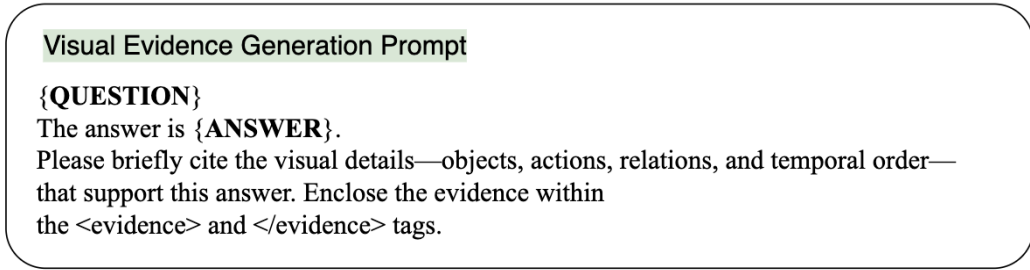 Visual Evidence Generation Prompt
{QUESTION}
The answer is {ANSWER}.
Please briefly cite the visual details—objects, actions, relations, and temporal order—
that support this answer. Enclose the evidence within
the <evidence> and </evidence> tags.